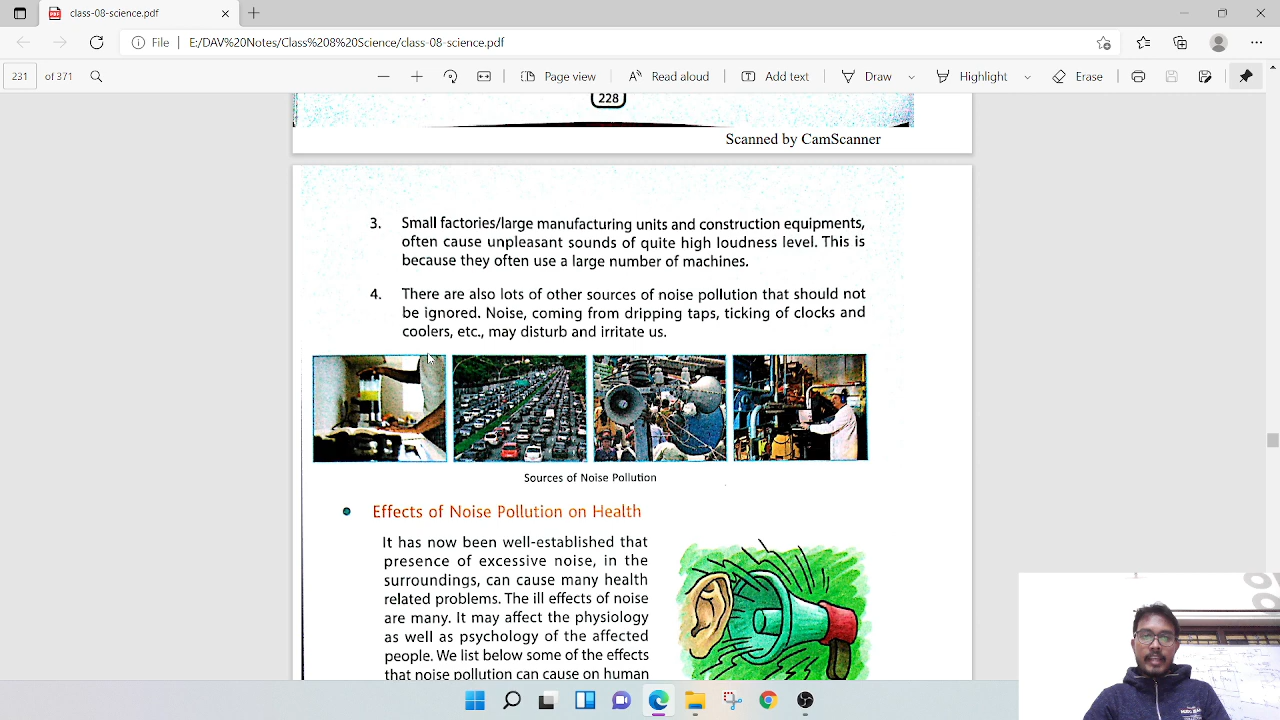 class-08-science.pdf
File | E:/DAV%20Notes/Class%208%20Science/class-08-science.pdf
231 of 371 Page view Read aloud Add text Draw Highlight Erase
228
Scanned by CamScanner
3. Small factories/large manufacturing units and construction equipments,
often cause unpleasant sounds of quite high loudness level. This is
because they often use a large number of machines.
4. There are also lots of other sources of noise pollution that should not
be ignored. Noise, coming from dripping taps, ticking of clocks and
coolers, etc., may disturb and irritate us.
Sources of Noise Pollution
• Effects of Noise Pollution on Health
It has now been well-established that
presence of excessive noise, in the
surroundings, can cause many health
related problems. The ill effects of noise
are many. It may affect the physiology
as well as psychology of the affected
people. We list below some of the effects
that noise pollution can cause on human